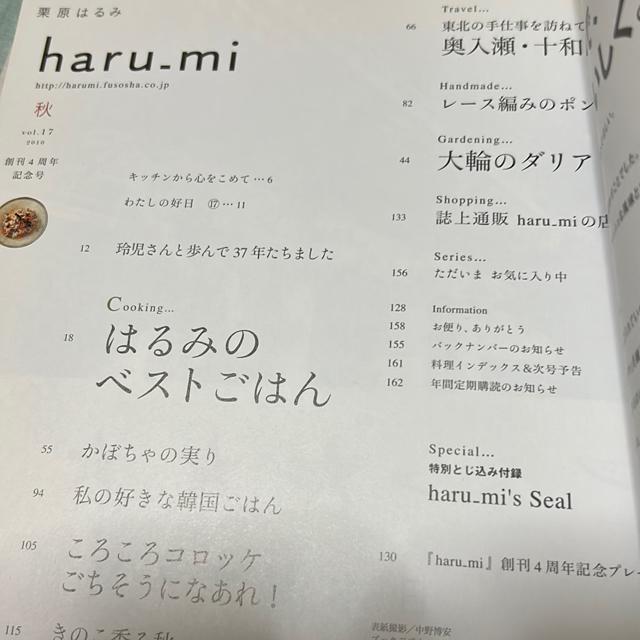 栗原はるみ
haru_mi
http://harumi.fusosha.co.jp
秋
vol.17
2010
創刊4周年
記念号
キッチンから心をこめて…6
わたしの好日 ⑰…11
12 玲児さんと歩んで37年たちました
Cooking...
18 はるみの
ベストごはん
55 かぼちゃの実り
94 私の好きな韓国ごはん
105 ころころコロッケ
ごちそうになあれ!
115 きのこ香る秋
Travel...
66 東北の手仕事を訪ねて
奥入瀬・十和
Handmade...
82 レース編みのポン
Gardening...
44 大輪のダリア
Shopping...
133 誌上通販 haru_miの店
Series...
156 ただいま お気に入り中
128 Information
158 お便り、ありがとう
155 バックナンバーのお知らせ
161 料理インデックス&次号予告
162 年間定期購読のお知らせ
Special...
特別とじ込み付録
haru_mi's Seal
130 『haru_mi』創刊4周年記念プレ
表紙撮影/中野博安